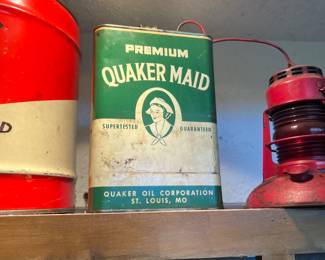 D
PREMIUM
QUAKER MAID
SUPERTESTED GUARANTEED
QUAKER OIL CORPORATION
ST. LOUIS, MO